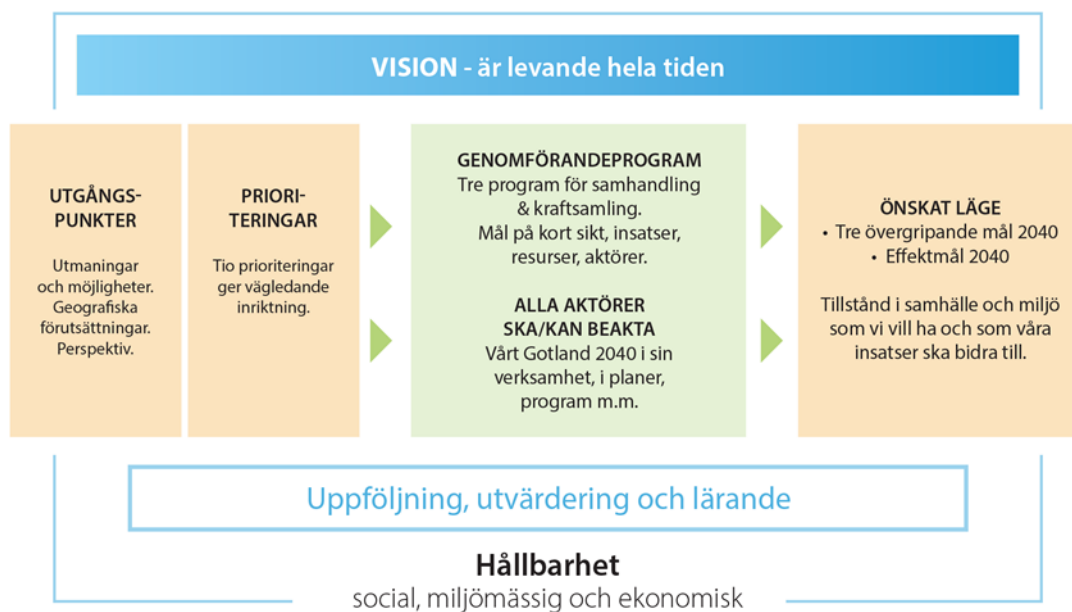 VISION - är levande hela tiden
UTGÅNGS-
PUNKTER
Utmaningar
och möjligheter.
Geografiska
förutsättningar.
Perspektiv.
PRIORI-
TERINGAR
Tio prioriteringar
ger vägledande
inriktning.
GENOMFÖRANDEPROGRAM
Tre program för samhandling
& kraftsamling.
Mål på kort sikt, insatser,
resurser, aktörer.
ALLA AKTÖRER
SKA/KAN BEAKTA
Vårt Gotland 2040 i sin
verksamhet, i planer,
program m.m.
ÖNSKAT LÄGE
• Tre övergripande mål 2040
• Effektmål 2040
Tillstånd i samhälle och miljö
som vi vill ha och som våra
insatser ska bidra till.
Uppföljning, utvärdering och lärande
Hållbarhet
social, miljömässig och ekonomisk